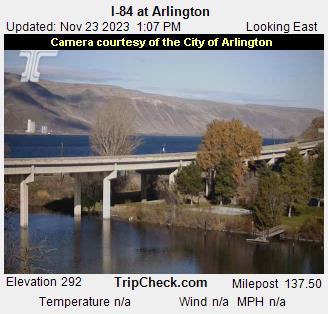 I-84 at Arlington
Updated: Nov 23 2023 1:07 PM Looking East
Camera courtesy of the City of Arlington
Elevation 292 TripCheck.com Milepost 137.50
Temperature n/a Wind n/a MPH n/a